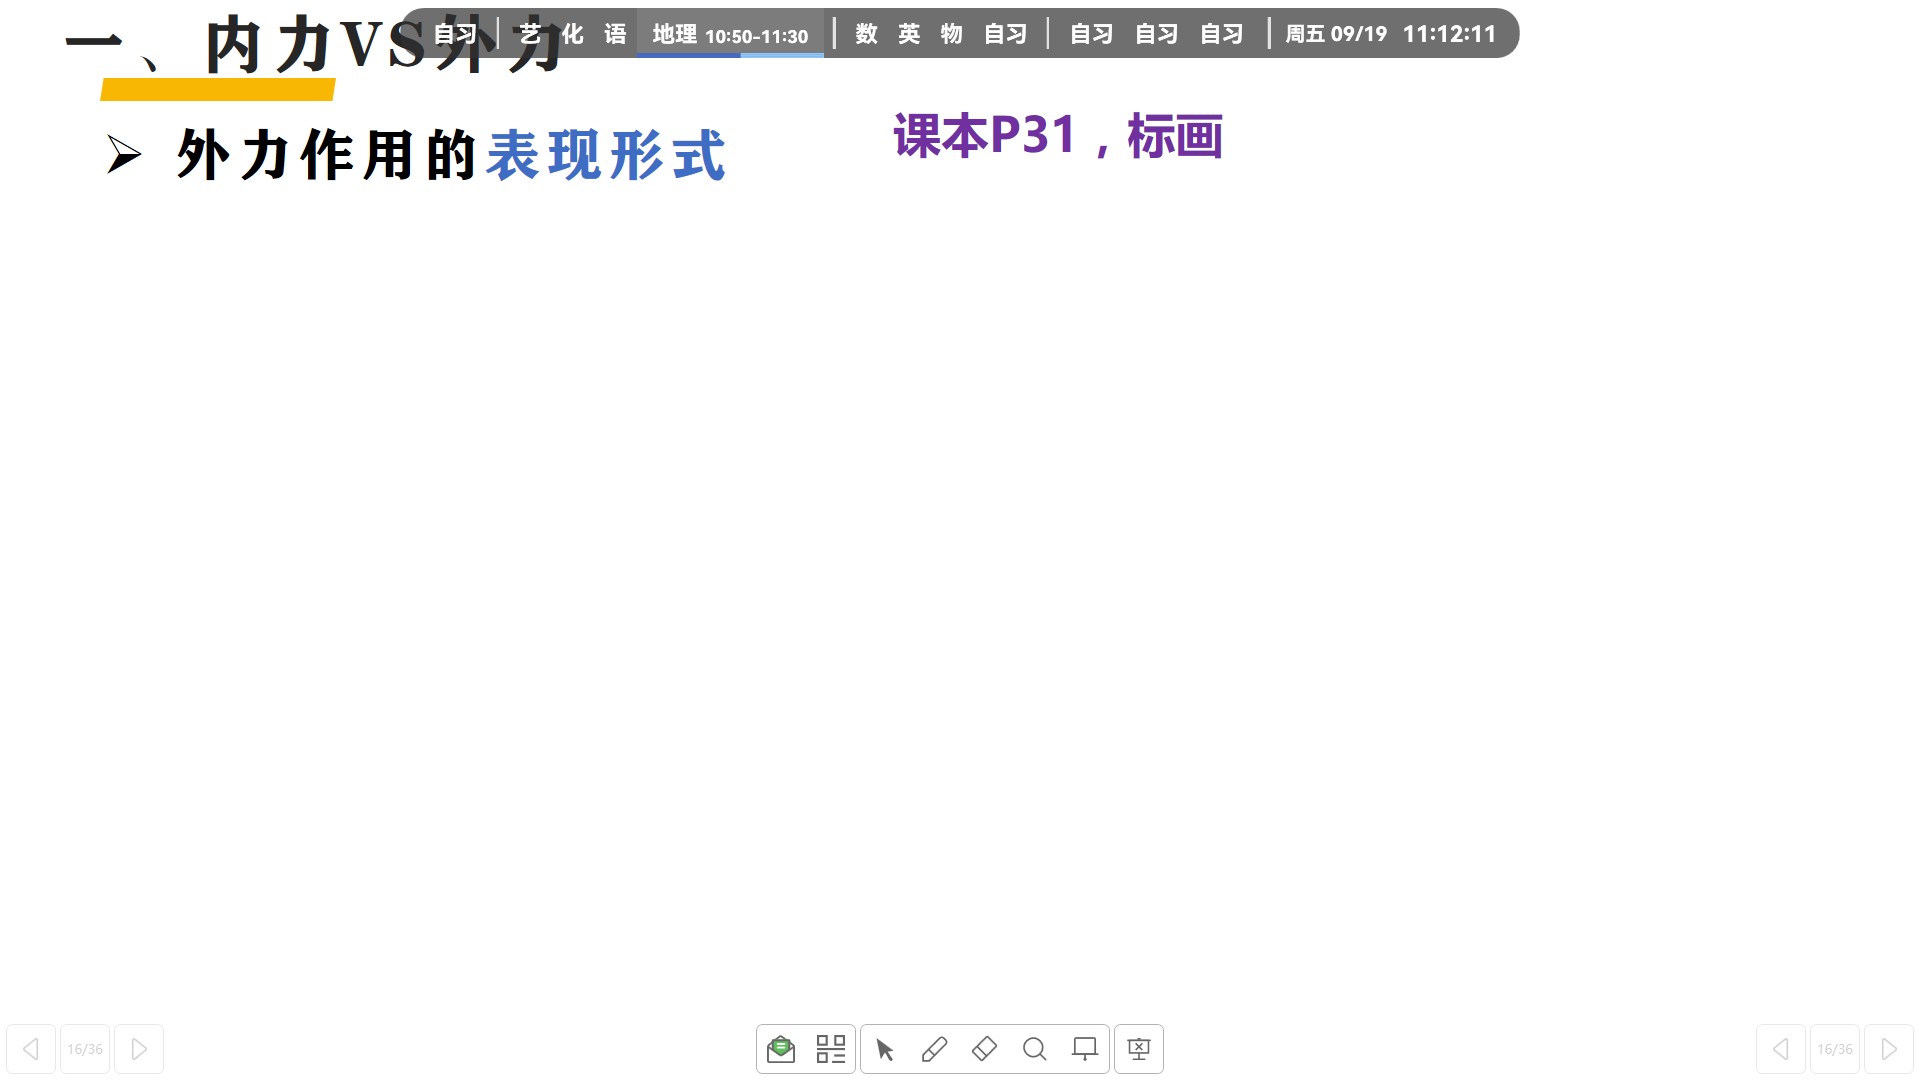 一、内力VS外力
自习 艺 化 语 地理 10:50-11:30 数 英 物 自习 自习 自习 自习 周五 09/19 11:12:11
课本P31，标画
➢ 外力作用的表现形式
16/36
16/36